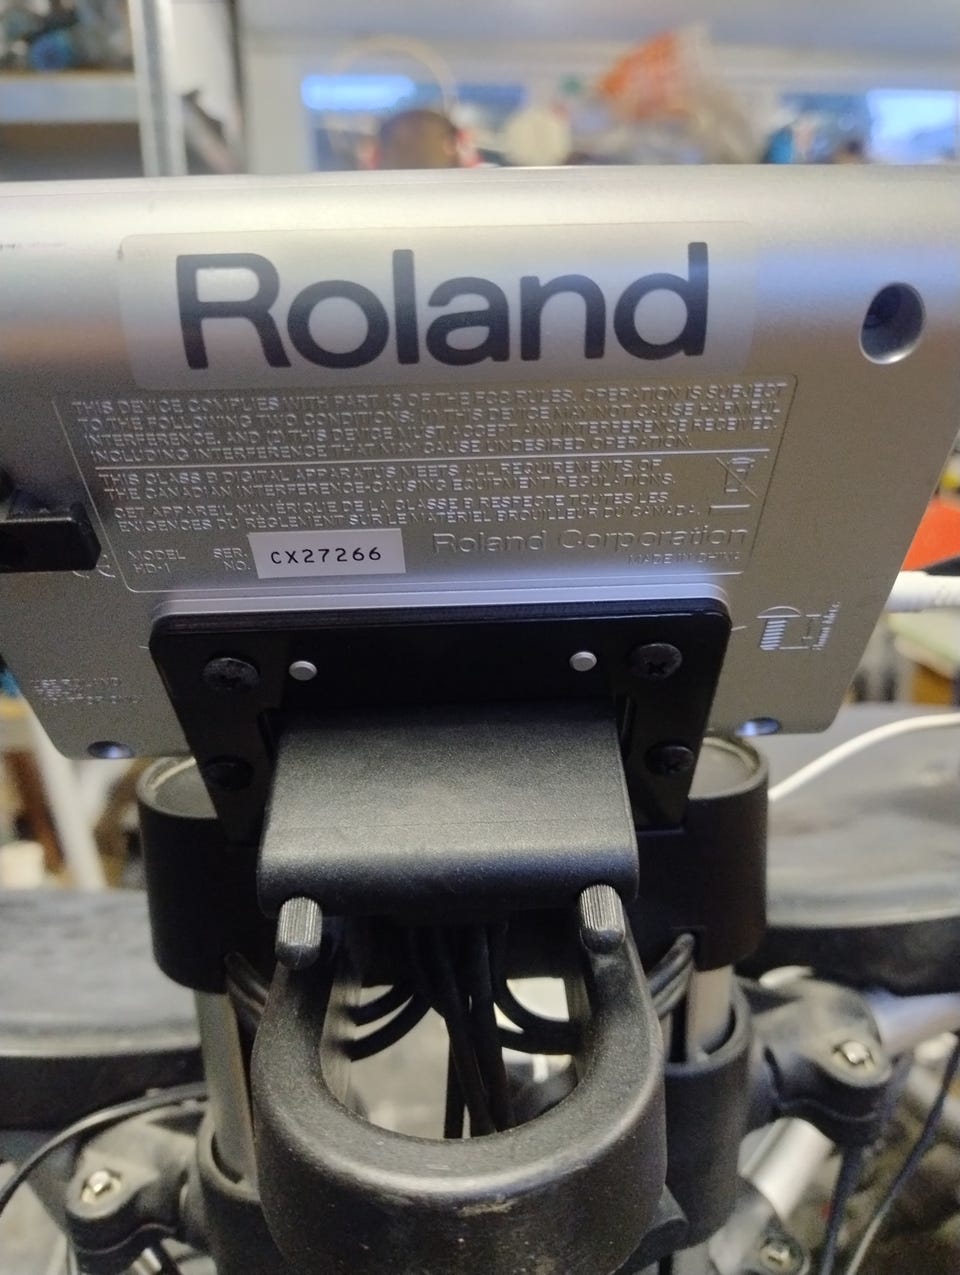 Roland
THIS DEVICE COMPLIES WITH PART 15 OF THE FCC RULES. OPERATION IS SUBJECT
TO THE FOLLOWING TWO CONDITIONS: (1) THIS DEVICE MAY NOT CAUSE HARMFUL
INTERFERENCE, AND (2) THIS DEVICE MUST ACCEPT ANY INTERFERENCE RECEIVED,
INCLUDING INTERFERENCE THAT MAY CAUSE UNDESIRED OPERATION.
THIS CLASS B DIGITAL APPARATUS MEETS ALL REQUIREMENTS OF
THE CANADIAN INTERFERENCE-CAUSING EQUIPMENT REGULATIONS.
CET APPAREIL NUMÉRIQUE DE LA CLASSE B RESPECTE TOUTES LES
EXIGENCES DU RÈGLEMENT SUR LE MATÉRIEL BROUILLEUR DU CANADA.
MODEL HD-1
SER. NO. CX27266
Roland Corporation
MADE IN CHINA